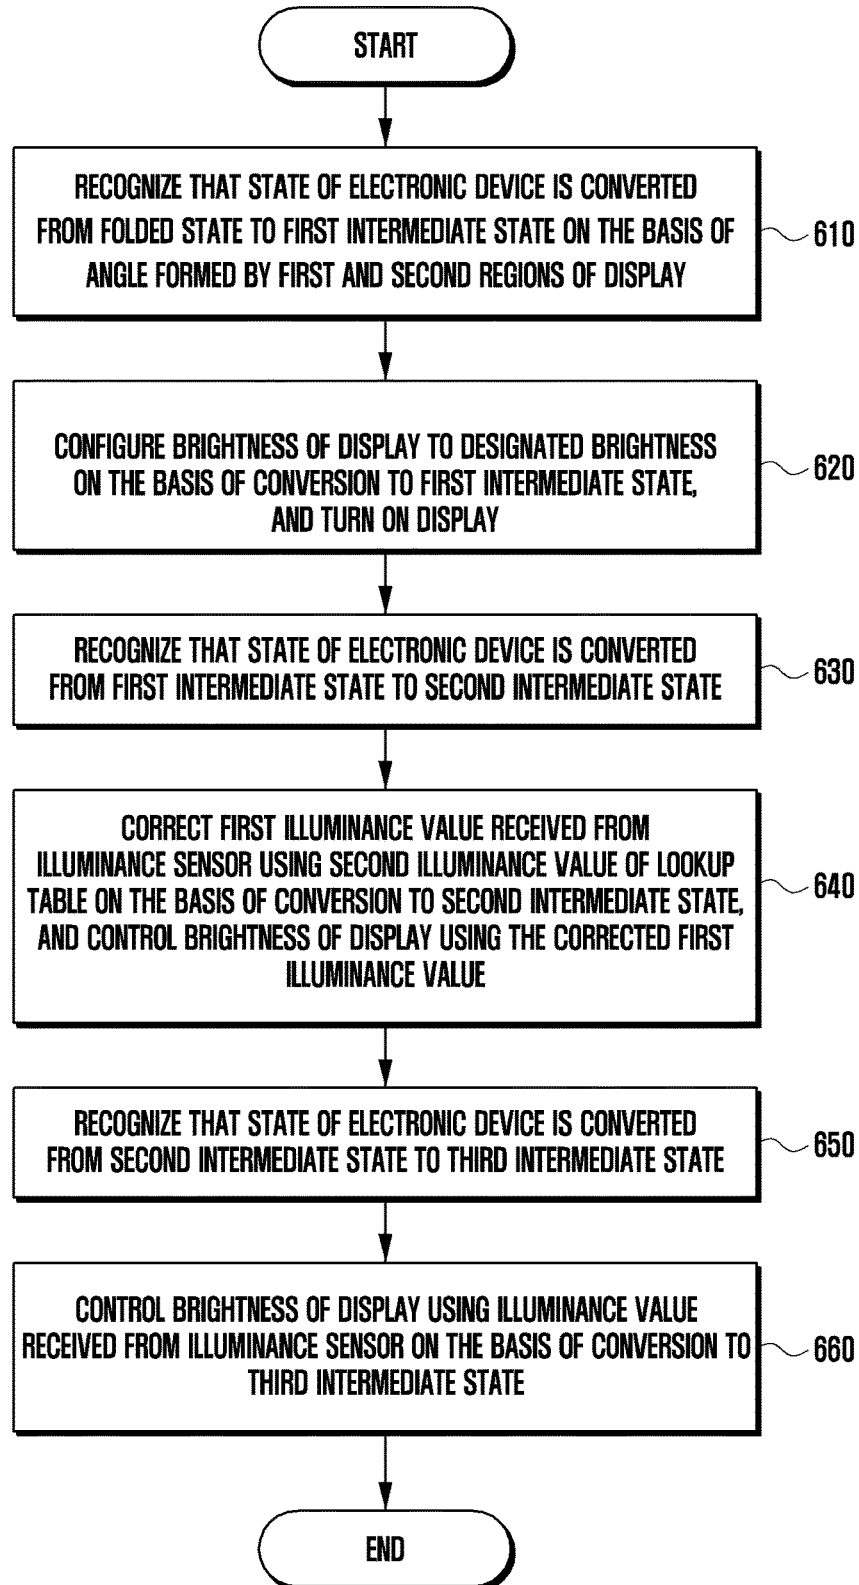 START
RECOGNIZE THAT STATE OF ELECTRONIC DEVICE IS CONVERTED
FROM FOLDED STATE TO FIRST INTERMEDIATE STATE ON THE BASIS OF
ANGLE FORMED BY FIRST AND SECOND REGIONS OF DISPLAY
610
CONFIGURE BRIGHTNESS OF DISPLAY TO DESIGNATED BRIGHTNESS
ON THE BASIS OF CONVERSION TO FIRST INTERMEDIATE STATE,
AND TURN ON DISPLAY
620
RECOGNIZE THAT STATE OF ELECTRONIC DEVICE IS CONVERTED
FROM FIRST INTERMEDIATE STATE TO SECOND INTERMEDIATE STATE
630
CORRECT FIRST ILLUMINANCE VALUE RECEIVED FROM
ILLUMINANCE SENSOR USING SECOND ILLUMINANCE VALUE OF LOOKUP
TABLE ON THE BASIS OF CONVERSION TO SECOND INTERMEDIATE STATE,
AND CONTROL BRIGHTNESS OF DISPLAY USING THE CORRECTED FIRST
ILLUMINANCE VALUE
640
RECOGNIZE THAT STATE OF ELECTRONIC DEVICE IS CONVERTED
FROM SECOND INTERMEDIATE STATE TO THIRD INTERMEDIATE STATE
650
CONTROL BRIGHTNESS OF DISPLAY USING ILLUMINANCE VALUE
RECEIVED FROM ILLUMINANCE SENSOR ON THE BASIS OF CONVERSION TO
THIRD INTERMEDIATE STATE
660
END